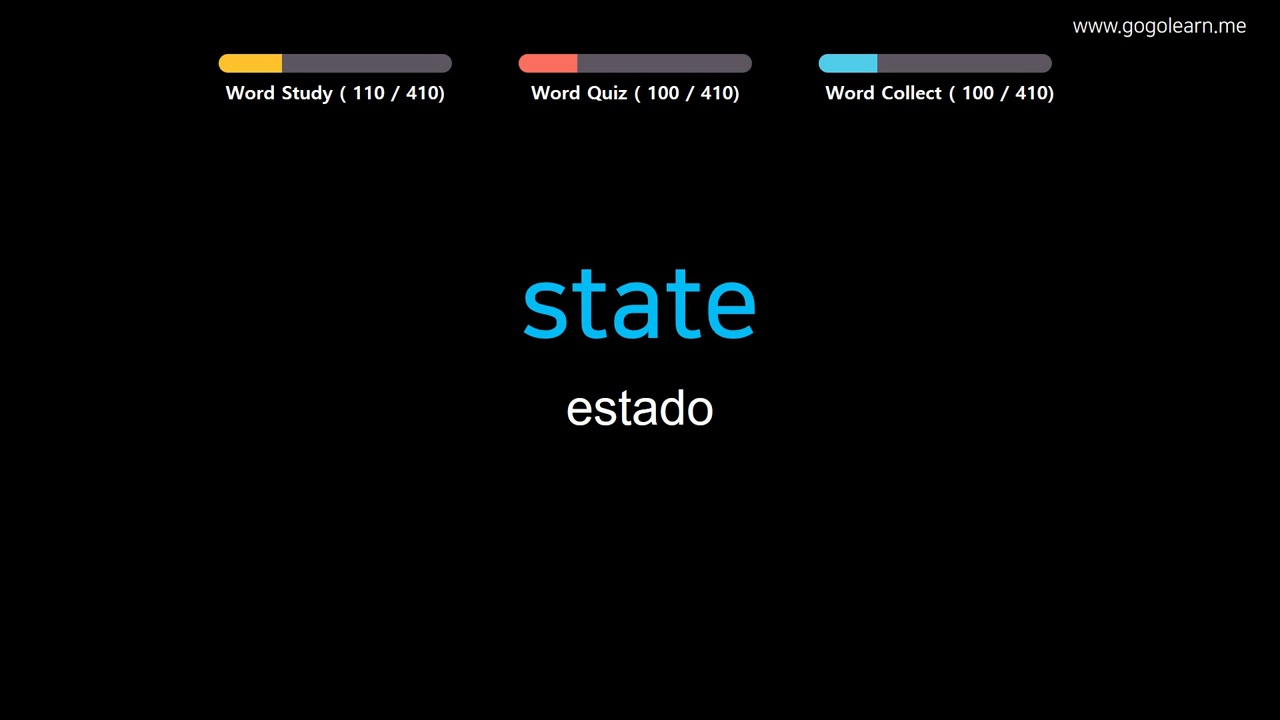 www.gogolearn.me
Word Study ( 110 / 410)
Word Quiz ( 100 / 410)
Word Collect ( 100 / 410)
state
estado